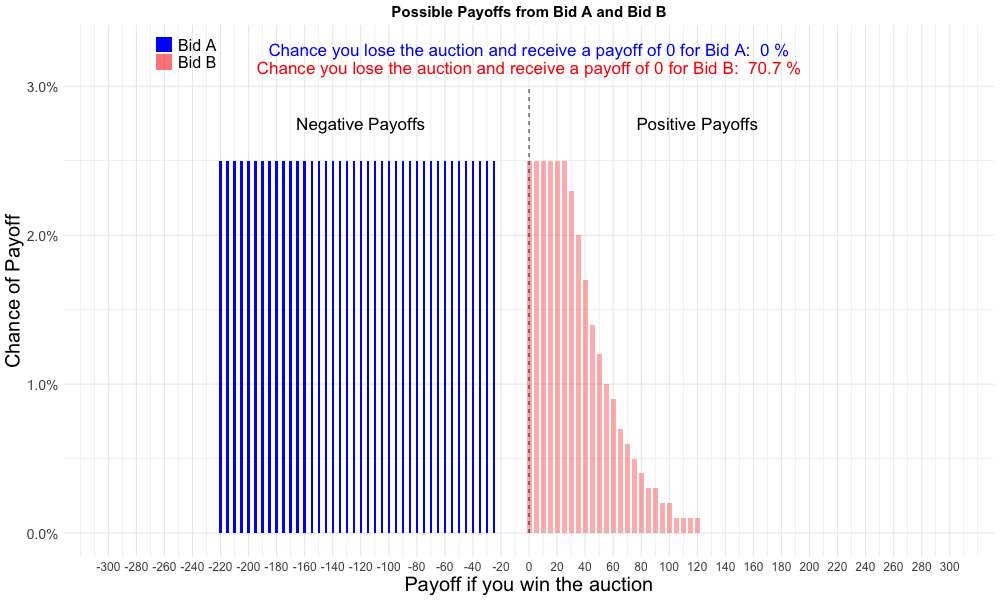 Possible Payoffs from Bid A and Bid B
Bid A
Bid B
Chance you lose the auction and receive a payoff of 0 for Bid A:  0 %
Chance you lose the auction and receive a payoff of 0 for Bid B:  70.7 %
Negative Payoffs
Positive Payoffs
Chance of Payoff
3.0%
2.0%
1.0%
0.0%
-300 -280 -260 -240 -220 -200 -180 -160 -140 -120 -100 -80 -60 -40 -20 0 20 40 60 80 100 120 140 160 180 200 220 240 260 280 300
Payoff if you win the auction